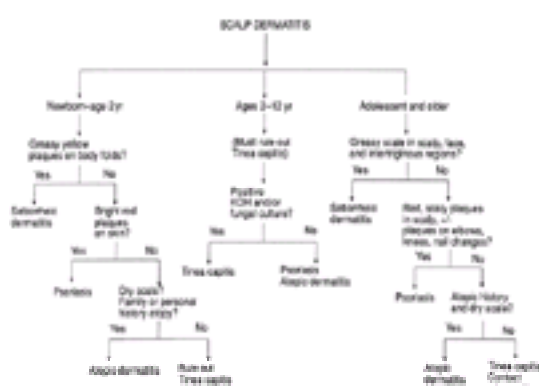 SCALP DERMATITIS
Newborn–age 2 yr
Ages 2–12 yr
Adolescent and older
Greasy yellow
plaques on body folds?
(Must rule out
Tinea capitis)
Greasy scale in scalp, face,
and intertriginous regions?
Yes
No
Yes
No
Seborrheic
dermatitis
Bright red
plaques
on skin?
Positive
KOH and/or
fungal culture?
Seborrheic
dermatitis
Red, scaly plaques
in scalp, +/-
plaques on elbows,
knees, nail changes?
Yes
No
Yes
No
Yes
No
Psoriasis
Dry scale?
Family or personal
history atopy?
Tinea capitis
Psoriasis
Atopic dermatitis
Psoriasis
Atopic history
and dry scale?
Yes
No
Yes
No
Atopic dermatitis
Rule out
Tinea capitis
Atopic
dermatitis
Tinea capitis
Contact